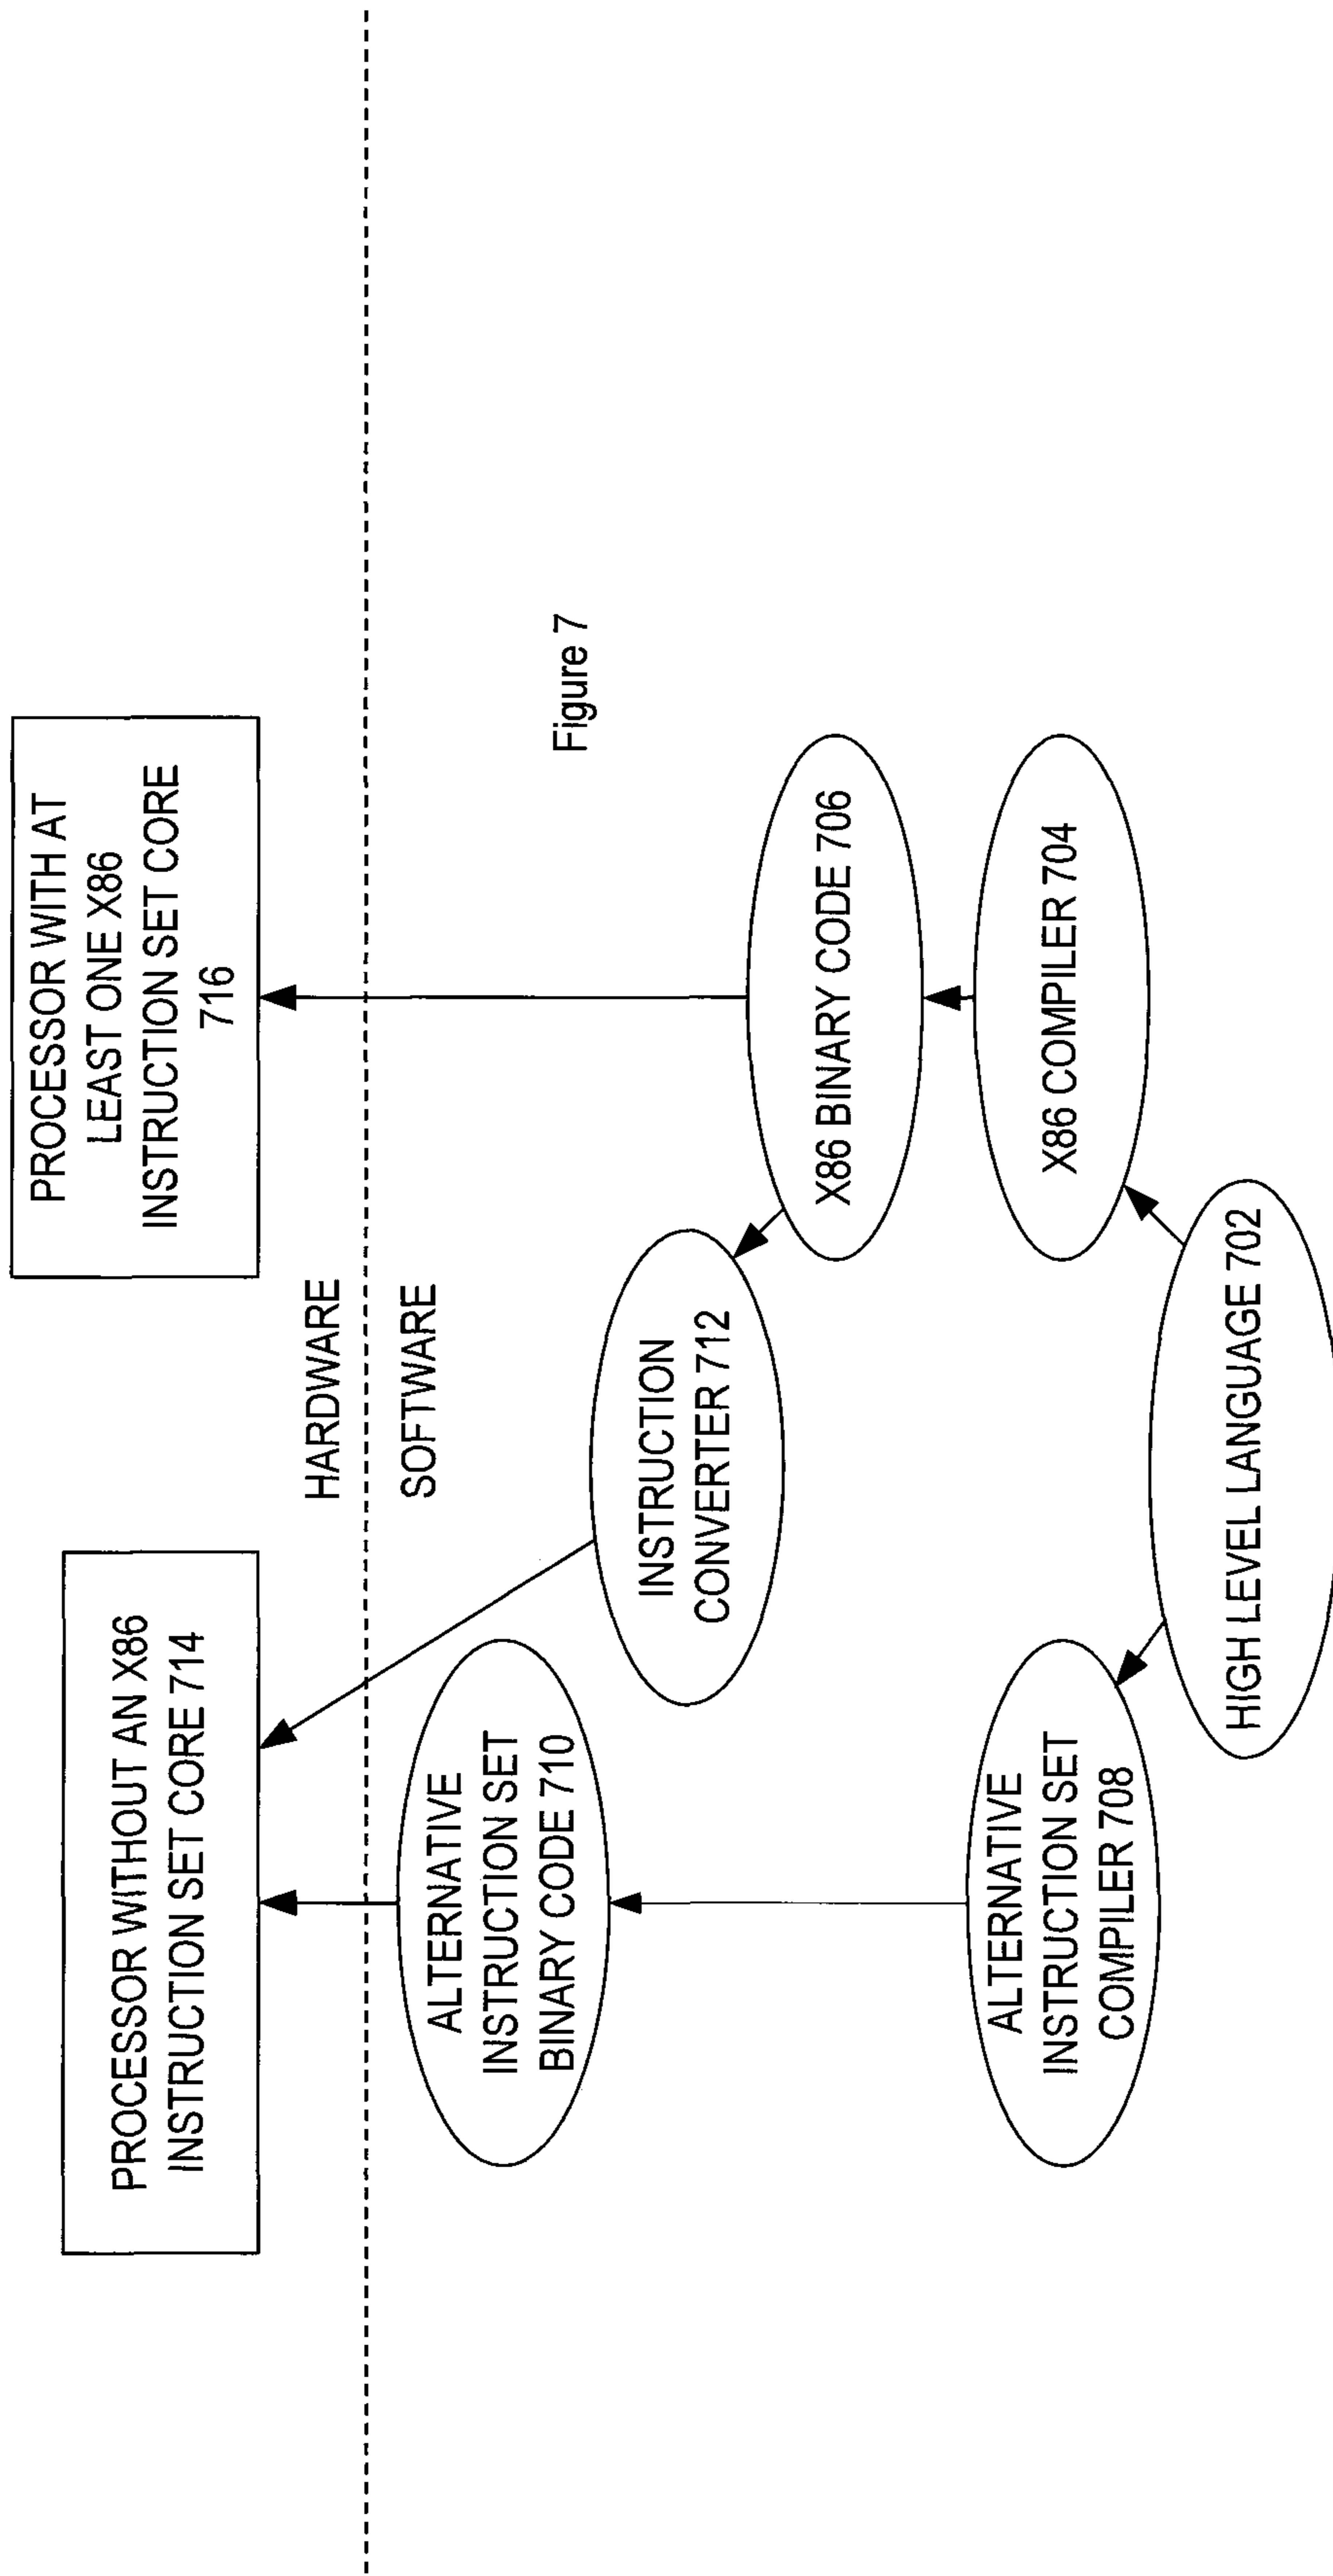 PROCESSOR WITHOUT AN X86
INSTRUCTION SET CORE 714
PROCESSOR WITH AT
LEAST ONE X86
INSTRUCTION SET CORE
716
HARDWARE
SOFTWARE
ALTERNATIVE
INSTRUCTION SET
BINARY CODE 710
INSTRUCTION
CONVERTER 712
Figure 7
X86 BINARY CODE 706
ALTERNATIVE
INSTRUCTION SET
COMPILER 708
X86 COMPILER 704
HIGH LEVEL LANGUAGE 702